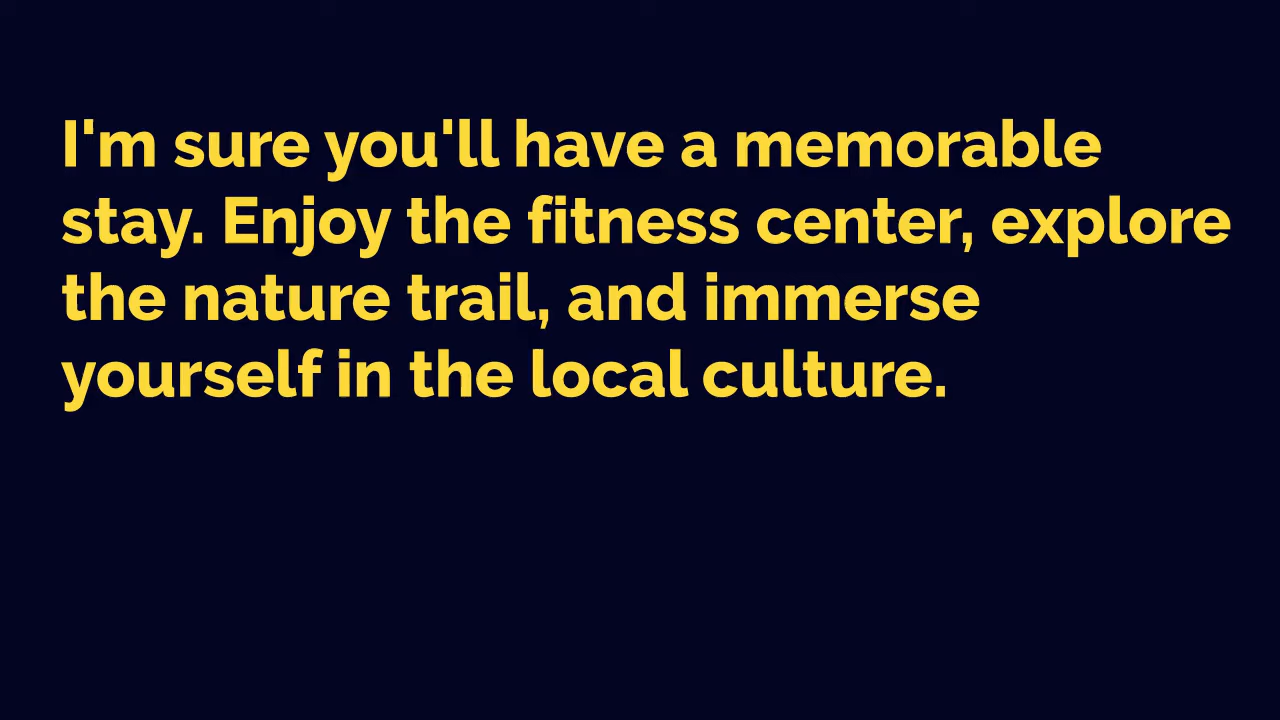 I'm sure you'll have a memorable
stay. Enjoy the fitness center, explore
the nature trail, and immerse
yourself in the local culture.